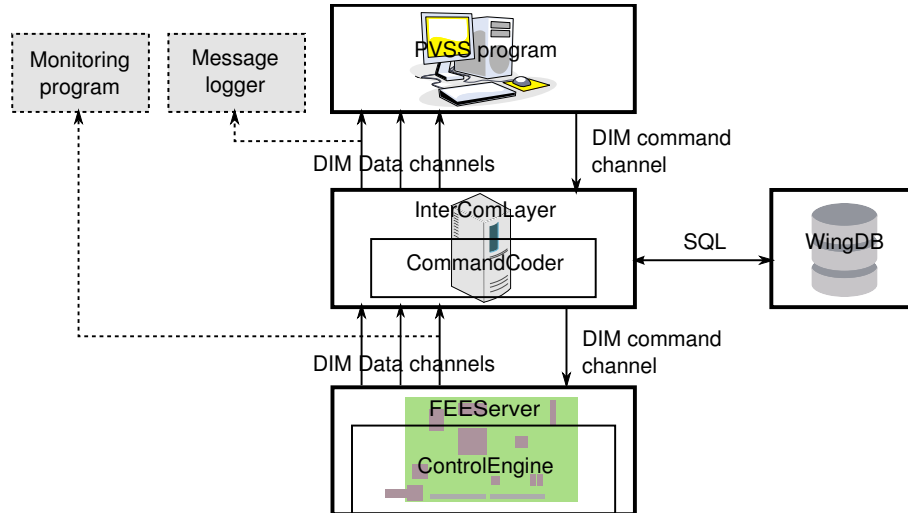 PVSS program
Monitoring
program
Message
logger
DIM Data channels
DIM command
channel
InterComLayer
CommandCoder
SQL
WingDB
DIM Data channels
DIM command
channel
FEEServer
ControlEngine